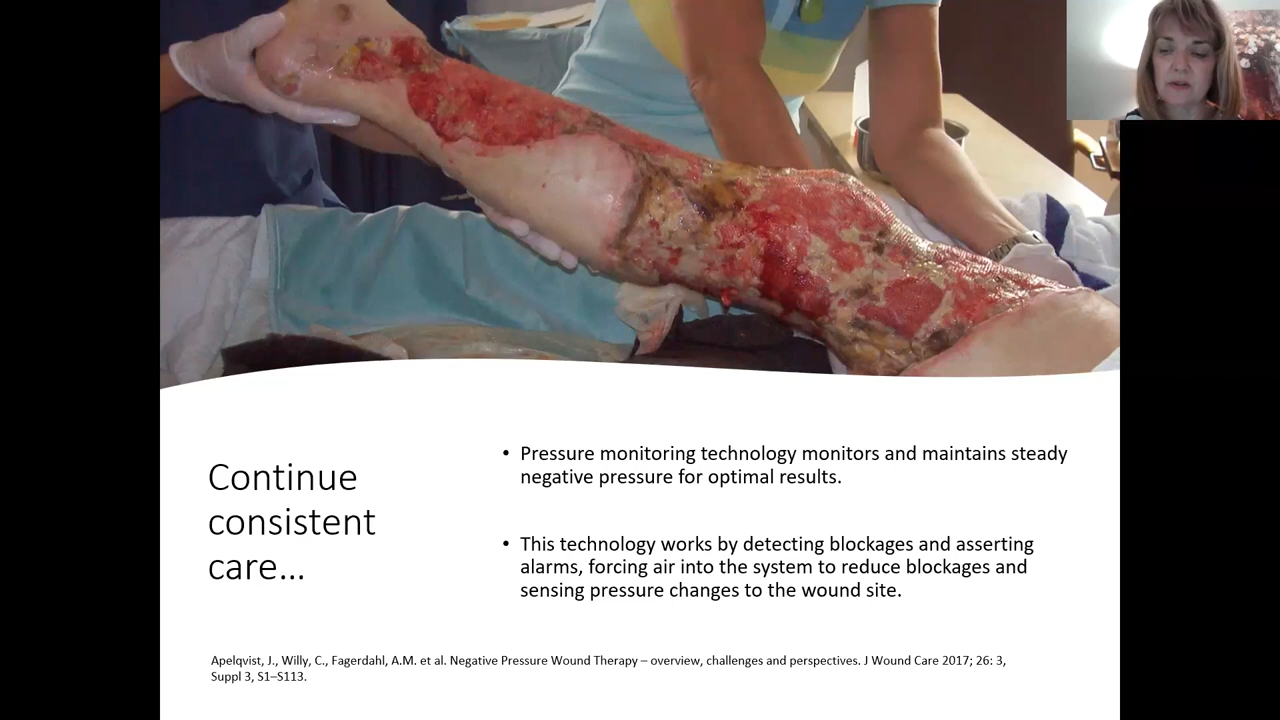 Continue
consistent
care…
• Pressure monitoring technology monitors and maintains steady
negative pressure for optimal results.
• This technology works by detecting blockages and asserting
alarms, forcing air into the system to reduce blockages and
sensing pressure changes to the wound site.
Apelqvist, J., Willy, C., Fagerdahl, A.M. et al. Negative Pressure Wound Therapy – overview, challenges and perspectives. J Wound Care 2017; 26: 3,
Suppl 3, S1–S113.